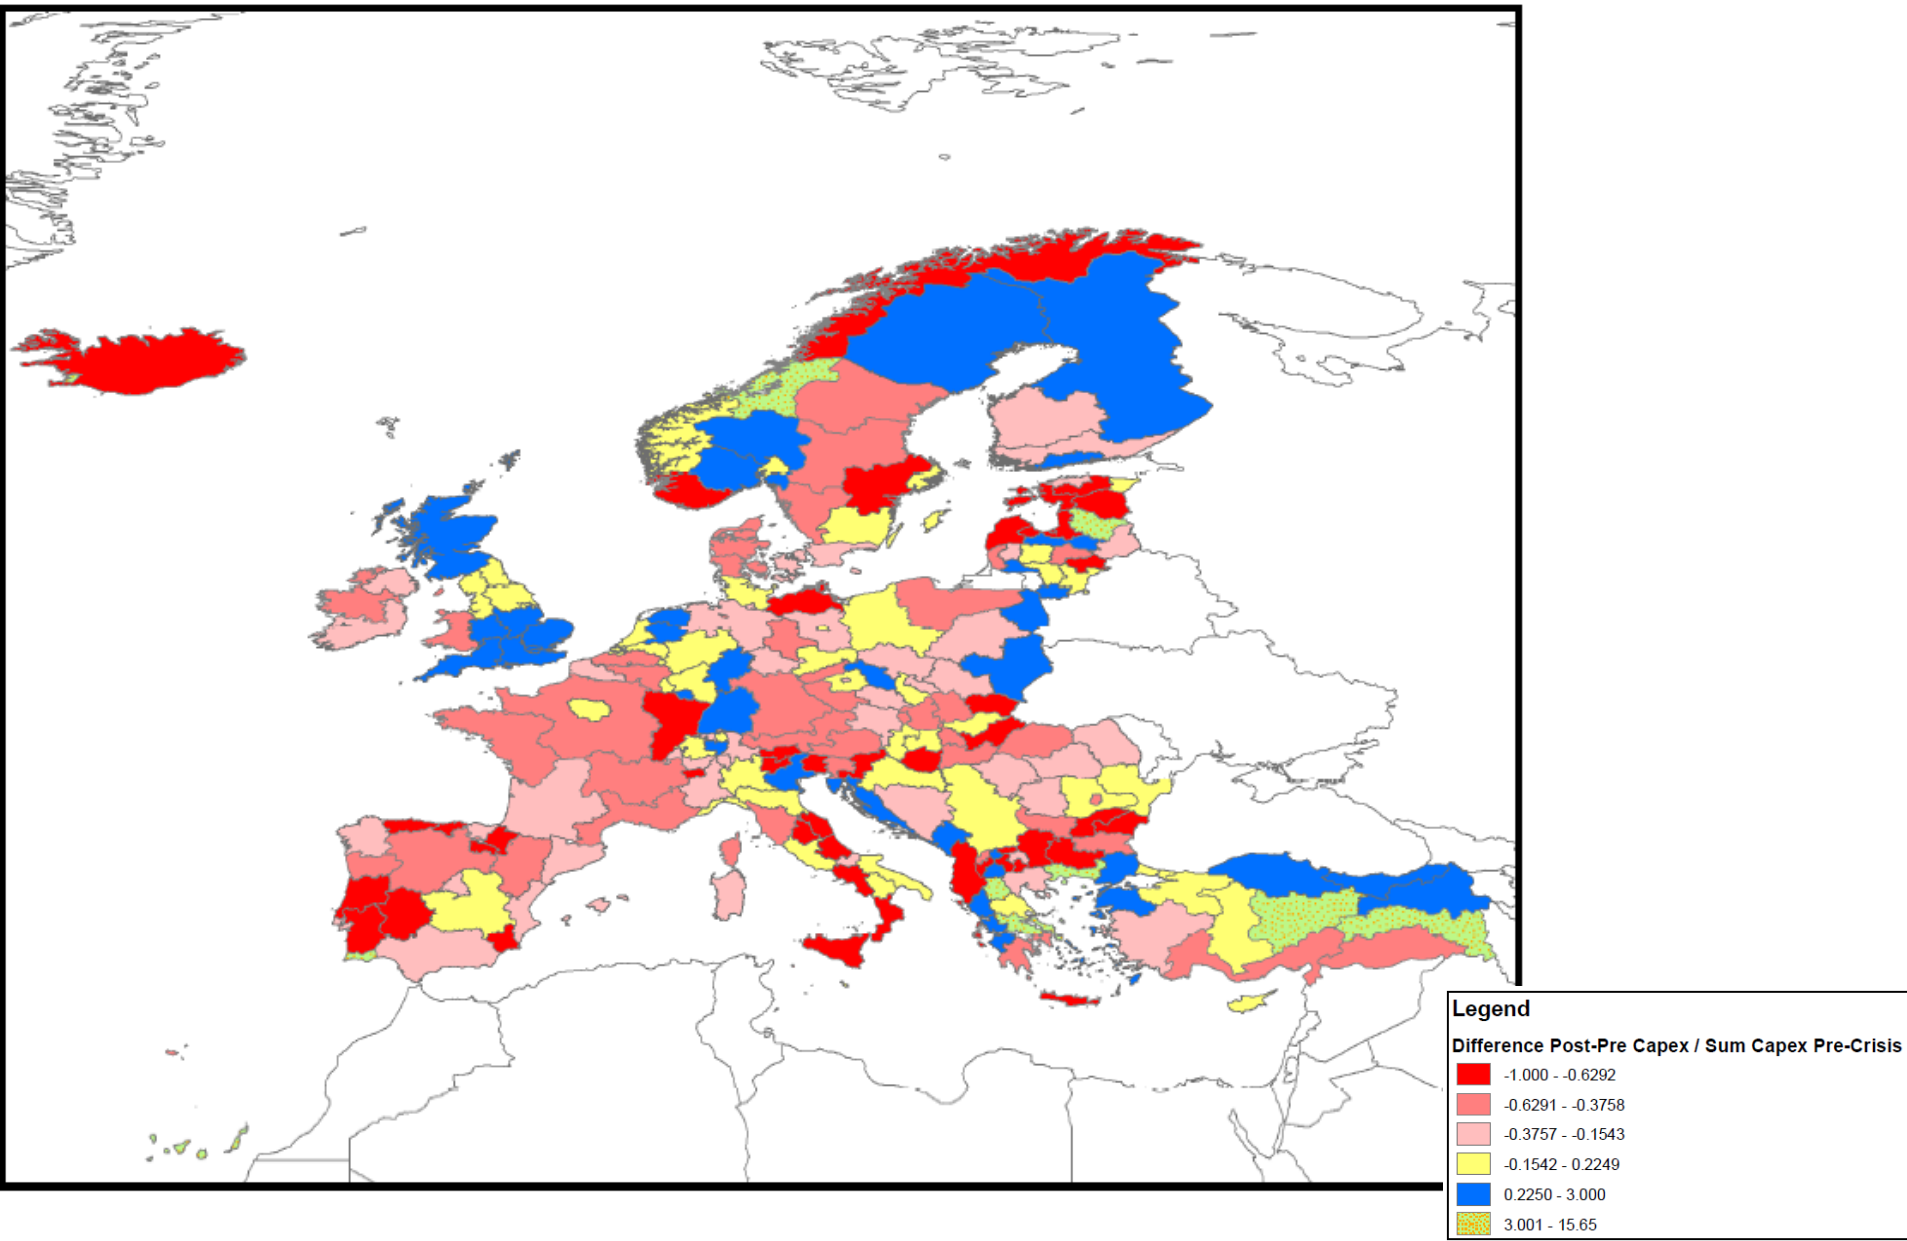 Legend
Difference Post-Pre Capex / Sum Capex Pre-Crisis
-1.000 - -0.6292
-0.6291 - -0.3758
-0.3757 - -0.1543
-0.1542 - 0.2249
0.2250 - 3.000
3.001 - 15.65